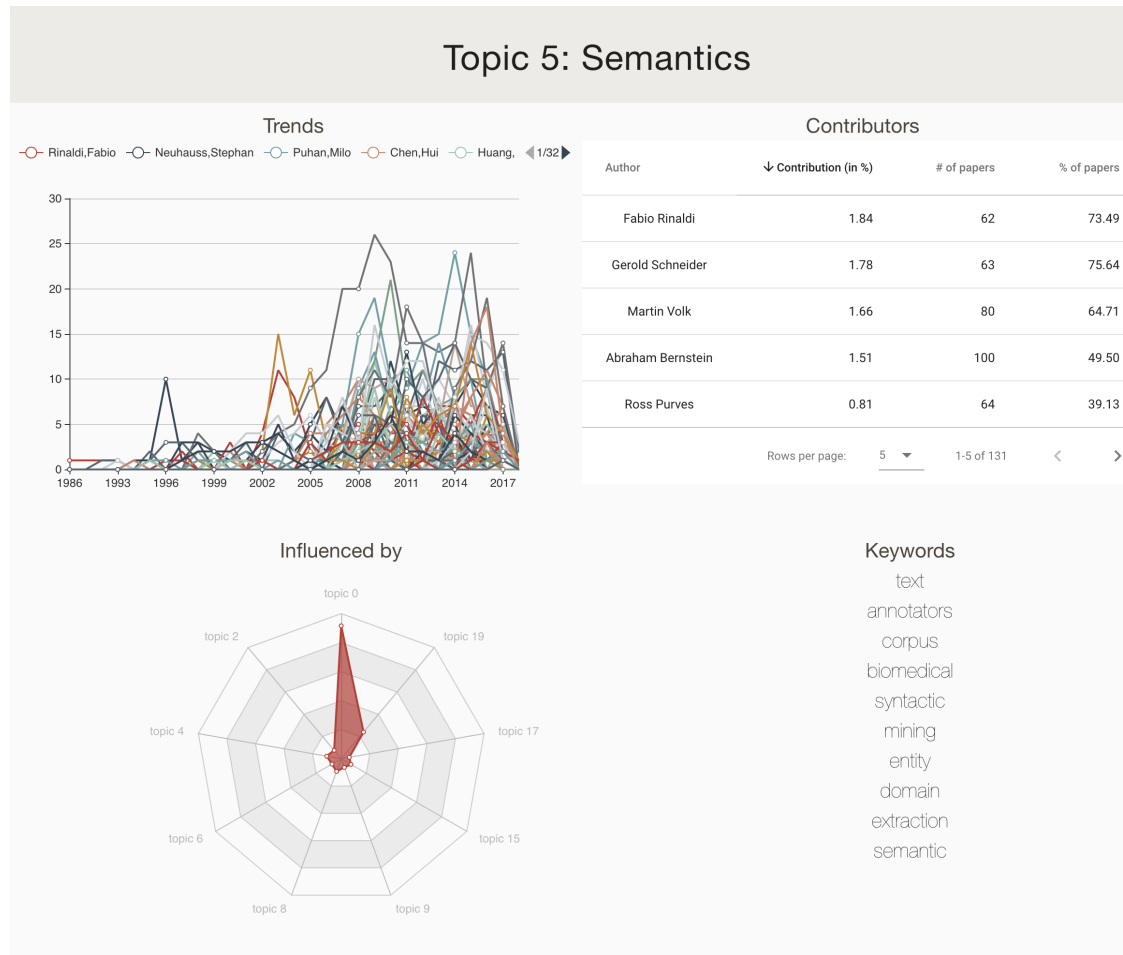 Topic 5: Semantics
Trends
Rinaldi,Fabio Neuhauss,Stephan Puhan,Milo Chen,Hui Huang, 1/32
30
25
20
15
10
5
0
1986 1993 1996 1999 2002 2005 2008 2011 2014 2017
Contributors
Author Contribution (in %) # of papers % of papers
Fabio Rinaldi 1.84 62 73.49
Gerold Schneider 1.78 63 75.64
Martin Volk 1.66 80 64.71
Abraham Bernstein 1.51 100 49.50
Ross Purves 0.81 64 39.13
Rows per page: 5 1-5 of 131
Influenced by
topic 0
topic 2 topic 19
topic 4 topic 17
topic 6 topic 15
topic 8 topic 9
Keywords
text
annotators
corpus
biomedical
syntactic
mining
entity
domain
extraction
semantic